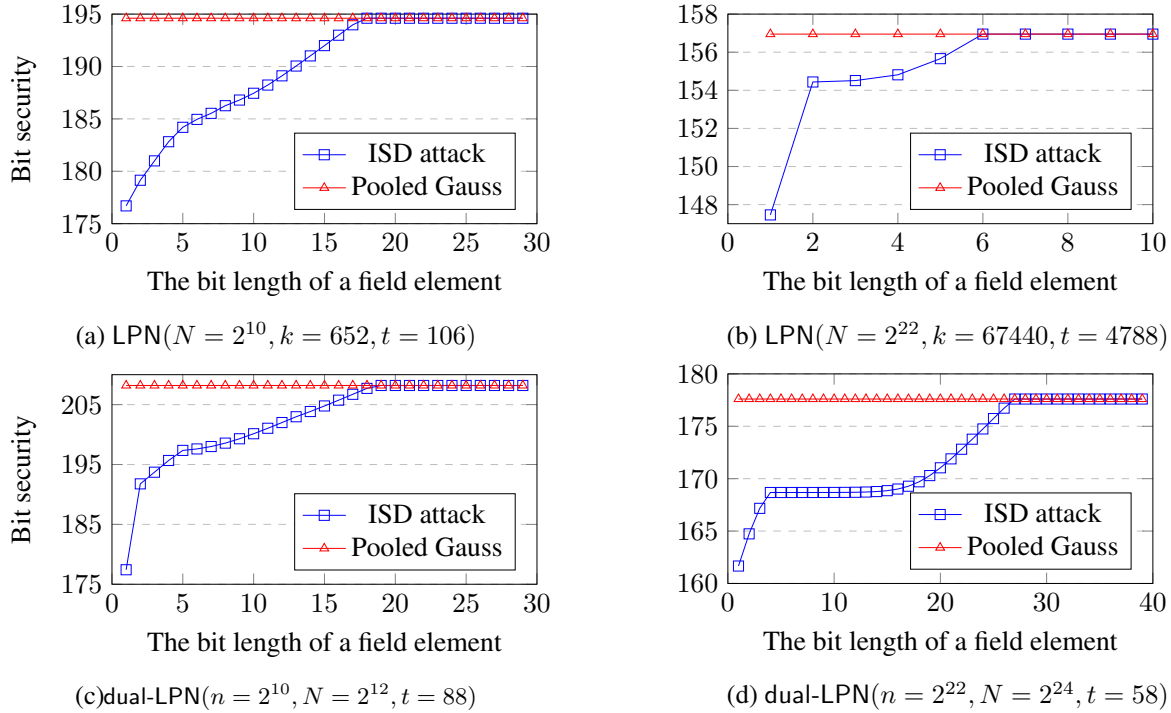 195
190
185
180
175
0 5 10 15 20 25 30
Bit security
The bit length of a field element
ISD attack
Pooled Gauss
(a) LPN(N = 2^10, k = 652, t = 106)
158
156
154
152
150
148
0 2 4 6 8 10
The bit length of a field element
ISD attack
Pooled Gauss
(b) LPN(N = 2^22, k = 67440, t = 4788)
205
195
185
175
0 5 10 15 20 25 30
Bit security
The bit length of a field element
ISD attack
Pooled Gauss
(c)dual-LPN(n = 2^10, N = 2^12, t = 88)
180
175
170
165
160
0 10 20 30 40
The bit length of a field element
ISD attack
Pooled Gauss
(d) dual-LPN(n = 2^22, N = 2^24, t = 58)